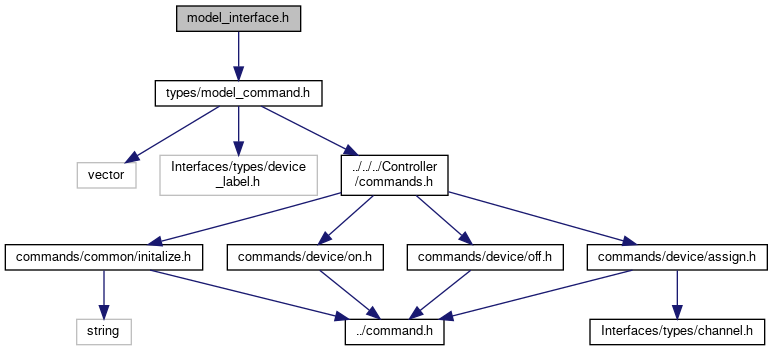 model_interface.h
types/model_command.h
vector
Interfaces/types/device
_label.h
../../../Controller
/commands.h
commands/common/initalize.h
commands/device/on.h
commands/device/off.h
commands/device/assign.h
string
../command.h
Interfaces/types/channel.h